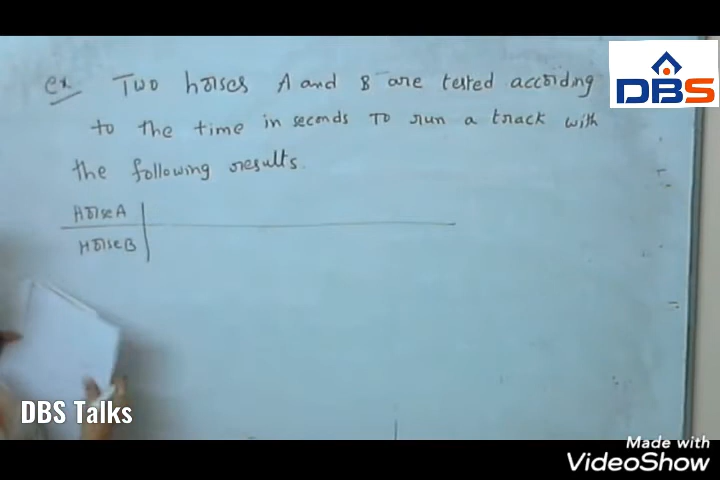 DBS
ex Two horses A and B are tested according
to the time in seconds To run a track with
the following results.
Horse A
Horse B
DBS Talks
Made with
VideoShow